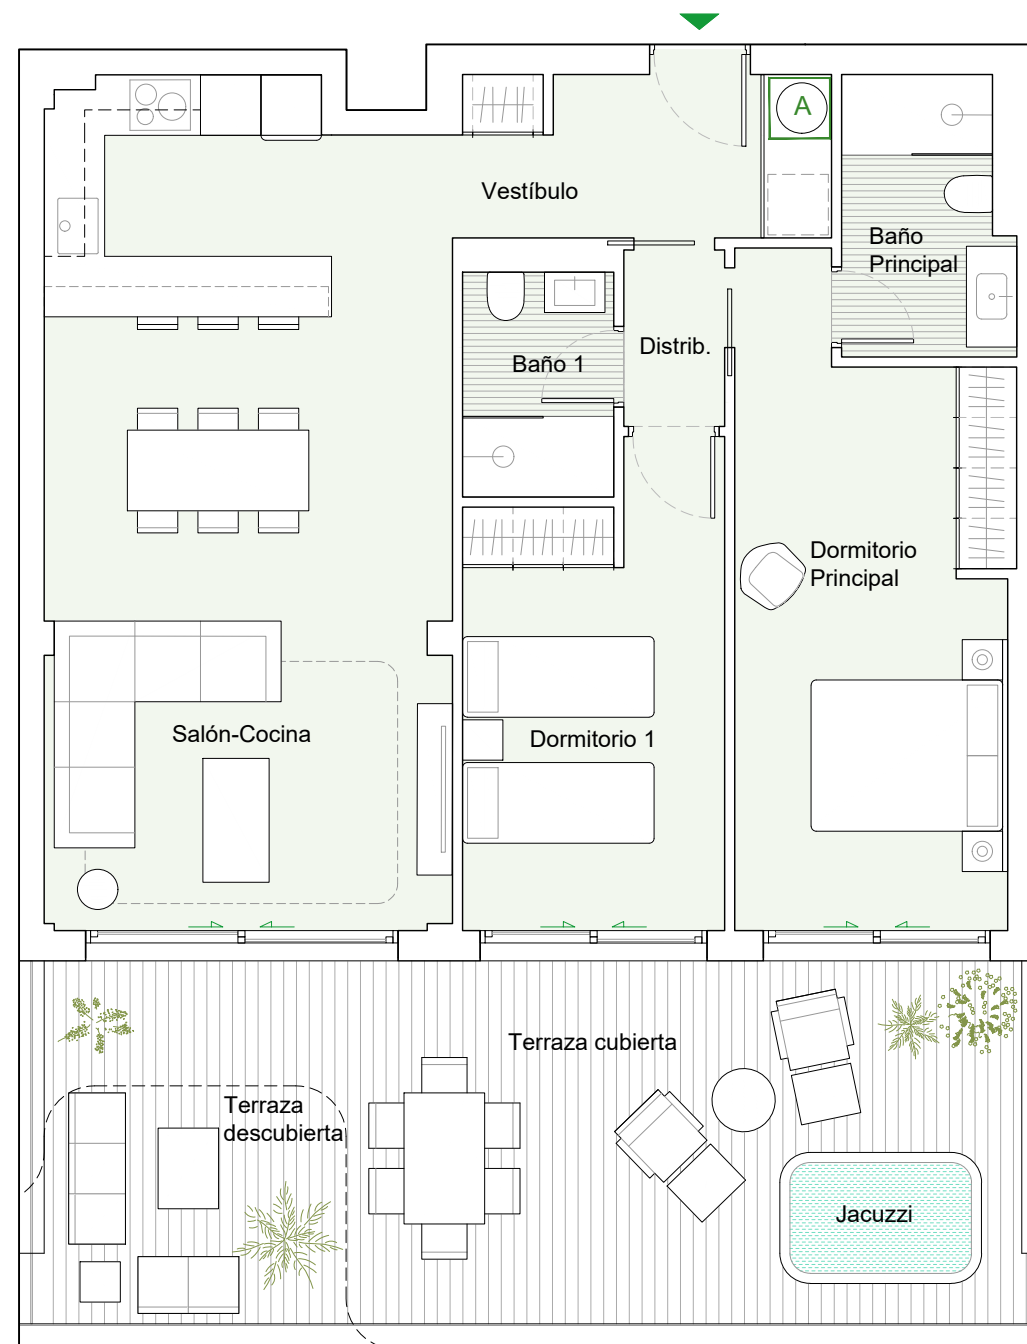 A
Vestíbulo
Baño
Principal
Distrib.
Baño 1
Dormitorio
Principal
Salón-Cocina
Dormitorio 1
Terraza cubierta
Terraza
descubierta
Jacuzzi